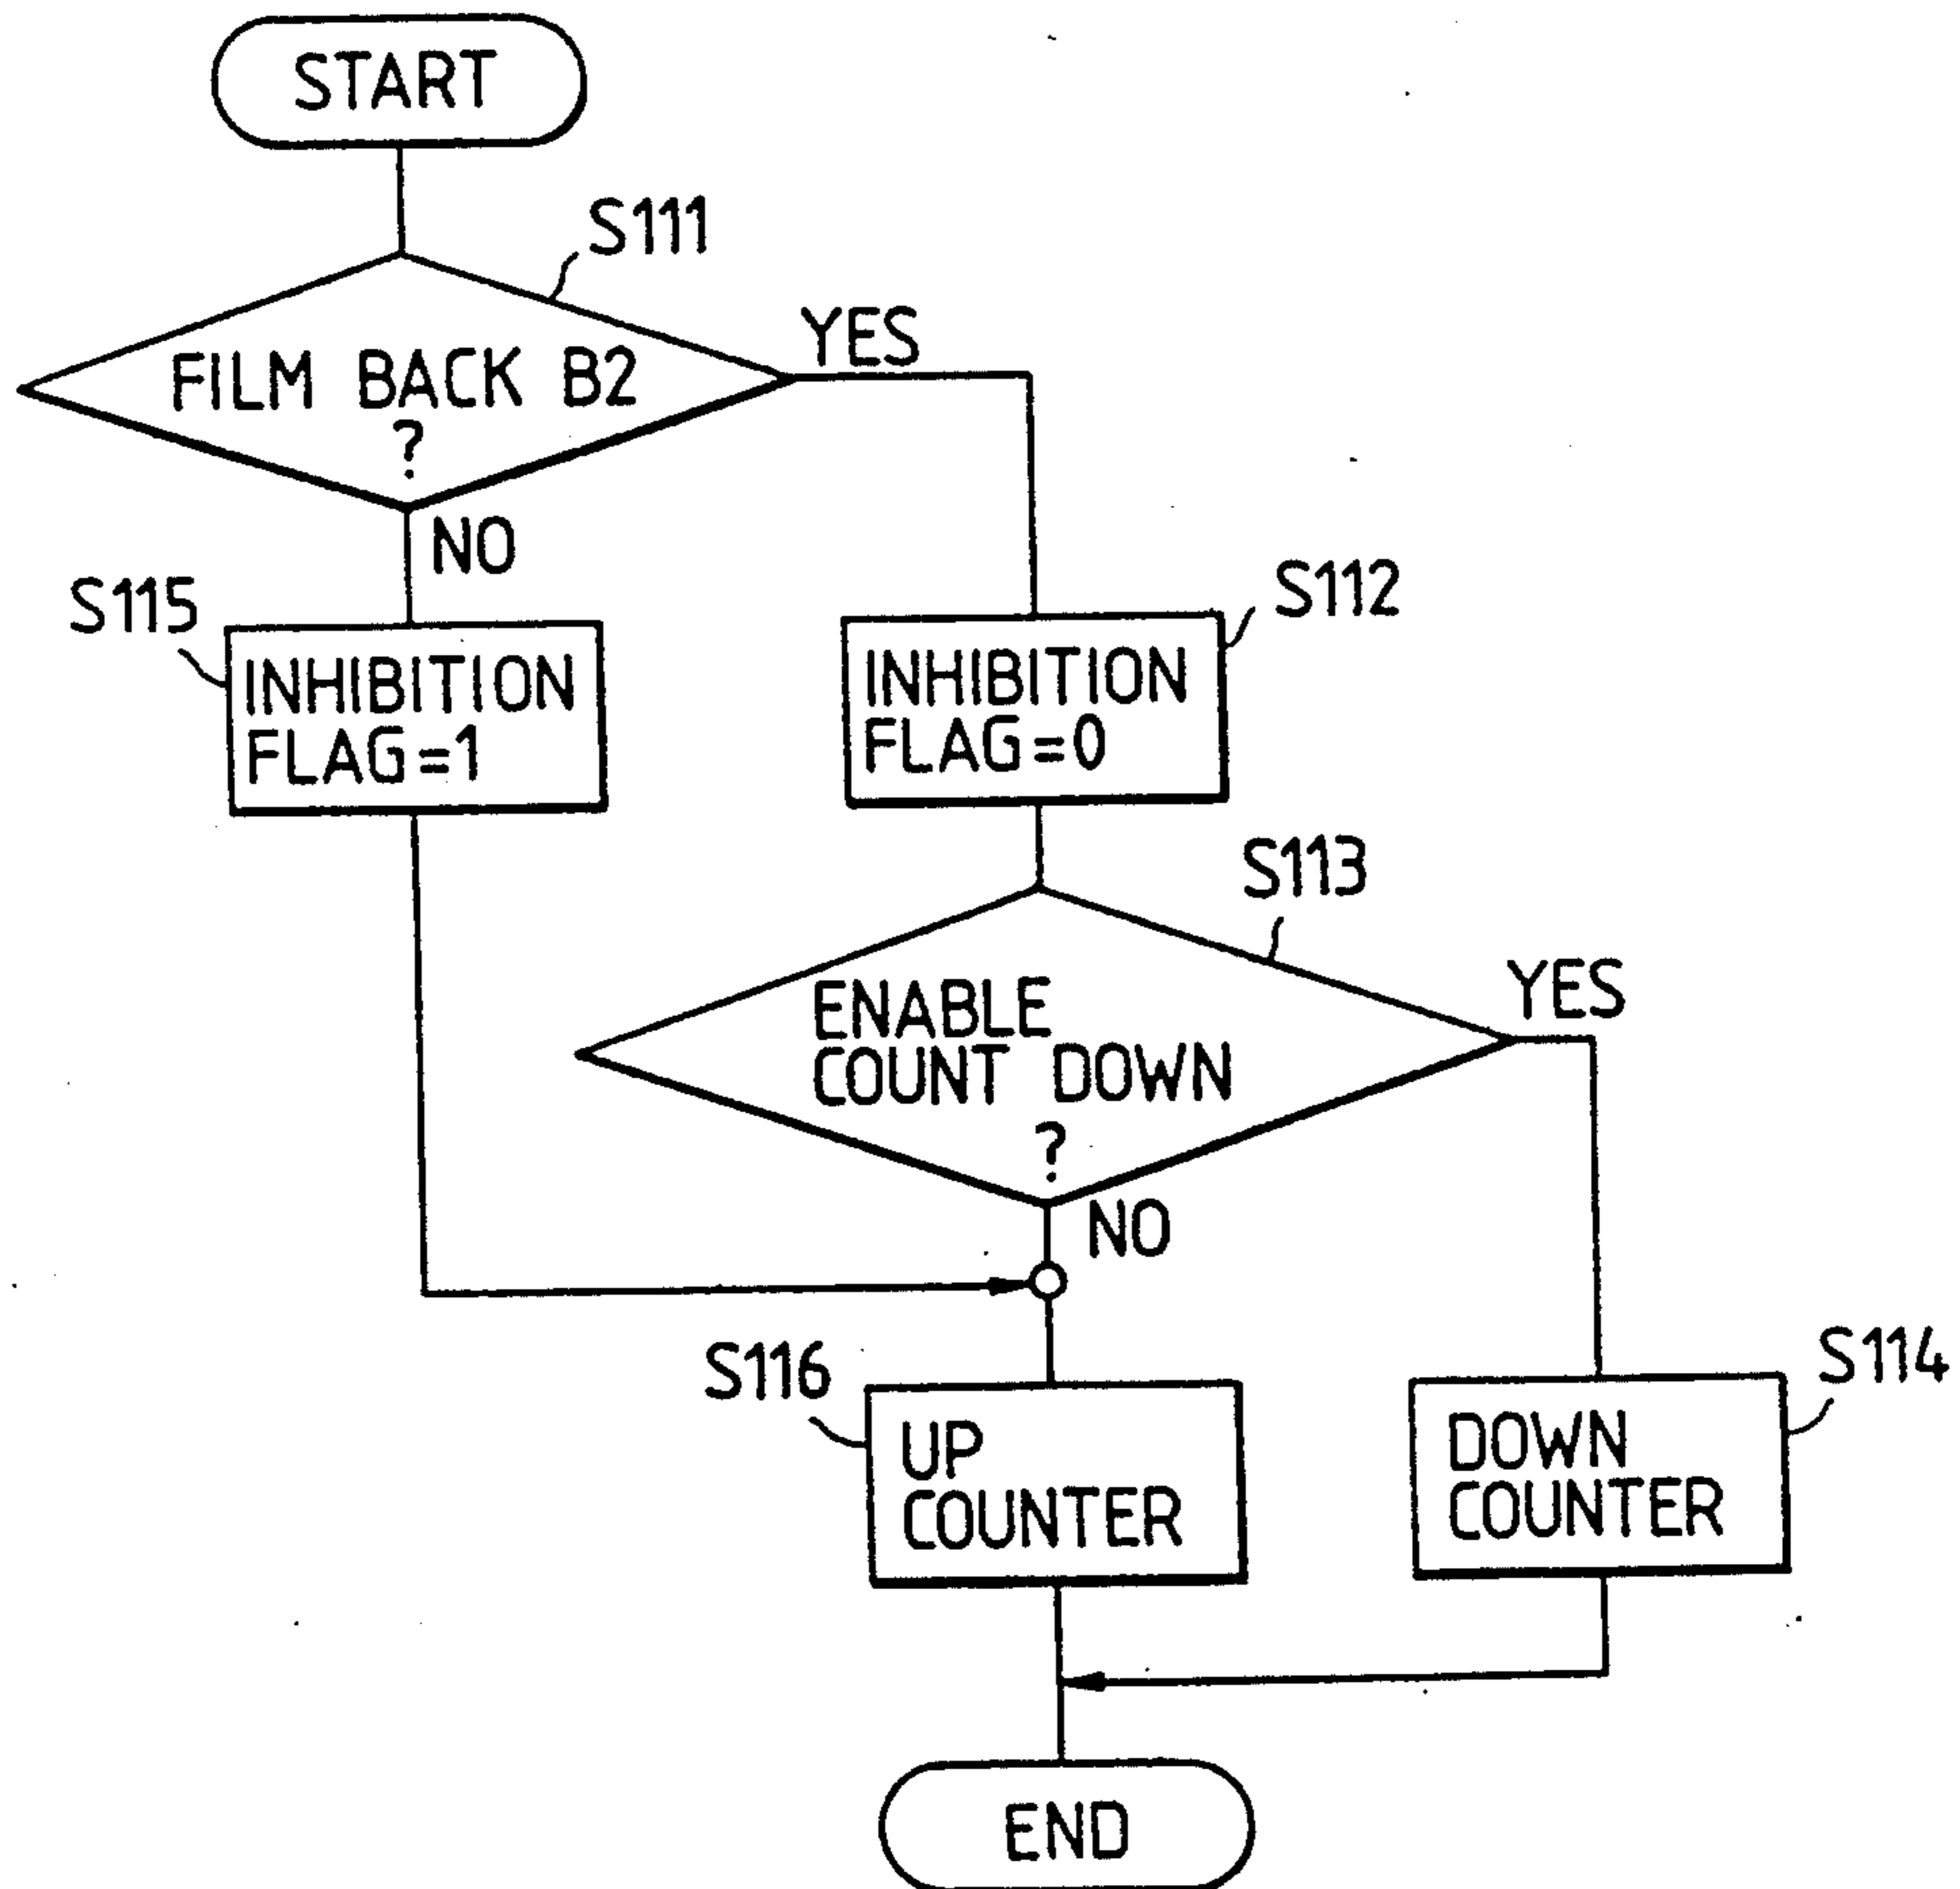 START
S111
YES
FILM BACK B2
?
NO
S115
S112
INHIBITION
FLAG=1
INHIBITION
FLAG=0
S113
YES
ENABLE
COUNT DOWN
?
NO
S116
S114
UP
COUNTER
DOWN
COUNTER
END